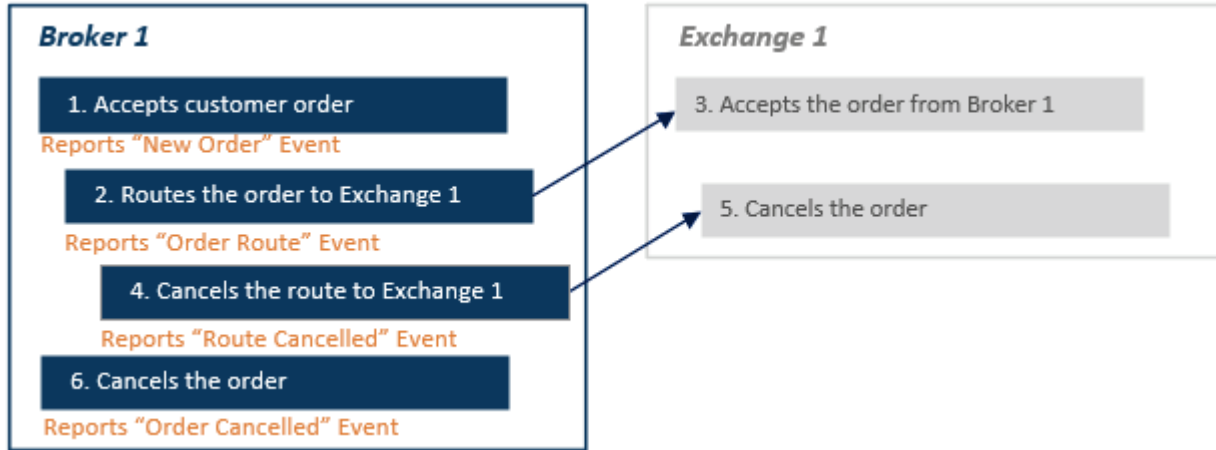 Broker 1
1. Accepts customer order
Reports “New Order” Event
2. Routes the order to Exchange 1
Reports “Order Route” Event
4. Cancels the route to Exchange 1
Reports “Route Cancelled” Event
6. Cancels the order
Reports “Order Cancelled” Event
Exchange 1
3. Accepts the order from Broker 1
5. Cancels the order